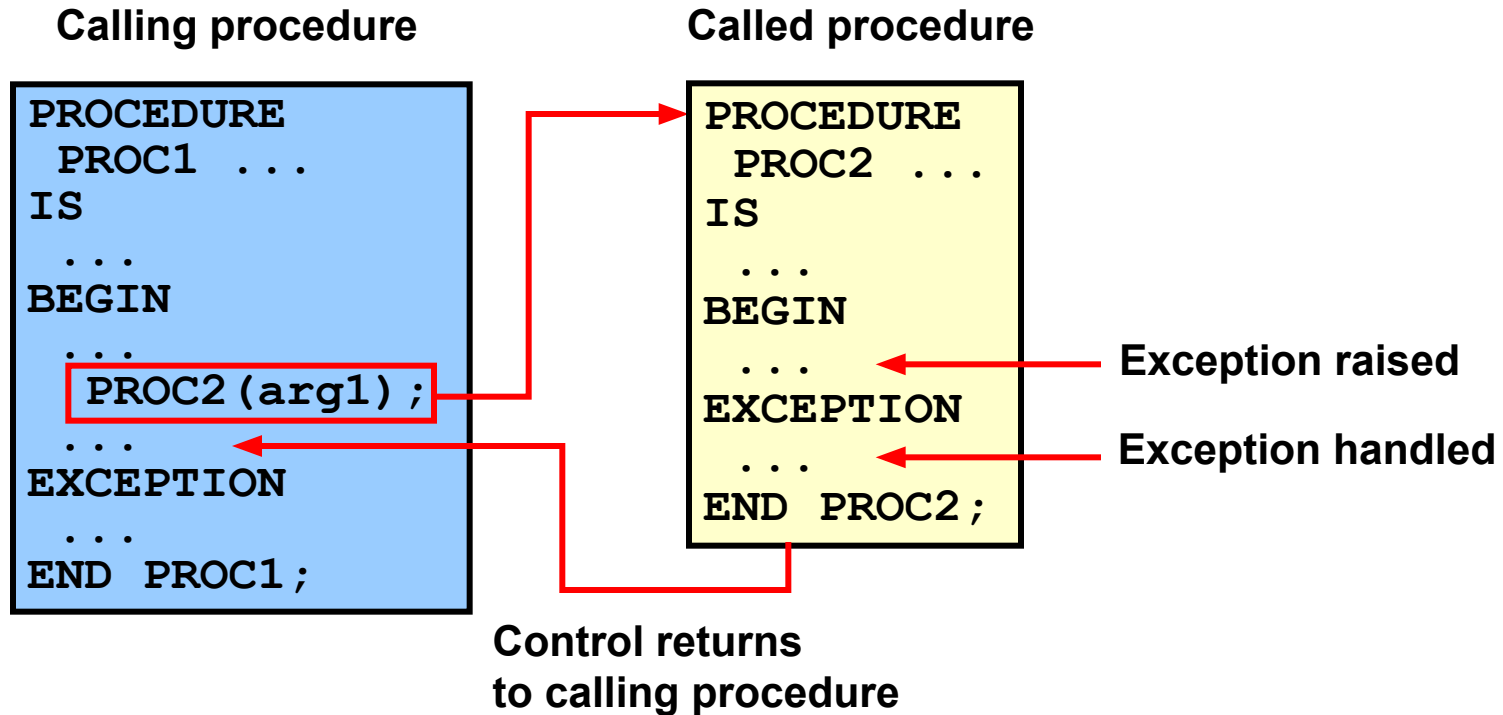 Calling procedure
PROCEDURE
PROC1 ...
IS
...
BEGIN
...
PROC2(arg1);
...
EXCEPTION
...
END PROC1;
Called procedure
PROCEDURE
PROC2 ...
IS
...
BEGIN
...
EXCEPTION
...
END PROC2;
Exception raised
Exception handled
Control returns
to calling procedure